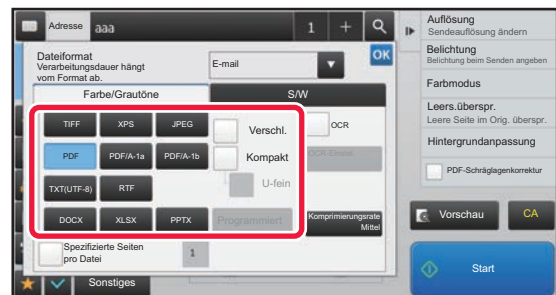 Adresse
aaa
1
Auflösung
Sendeauflösung ändern
Dateiformat
Verarbeitungsdauer hängt
vom Format ab.
E-mail
OK
Belichtung
Belichtung beim Senden angeben
Farbe/Grautöne
S/W
Farbmodus
Leers.überspr.
Leere Seite im Orig. überspr.
TIFF
XPS
JPEG
Verschl.
OCR
Hintergrundanpassung
PDF
PDF/A-1a
PDF/A-1b
Kompakt
OCR-Einstel.
PDF-Schräglagenkorrektur
TXT(UTF-8)
RTF
U-fein
DOCX
XLSX
PPTX
Programmiert
Komprimierungsrate
Mittel
Vorschau
CA
Spezifizierte Seiten
pro Datei
1
Sonstiges
Start